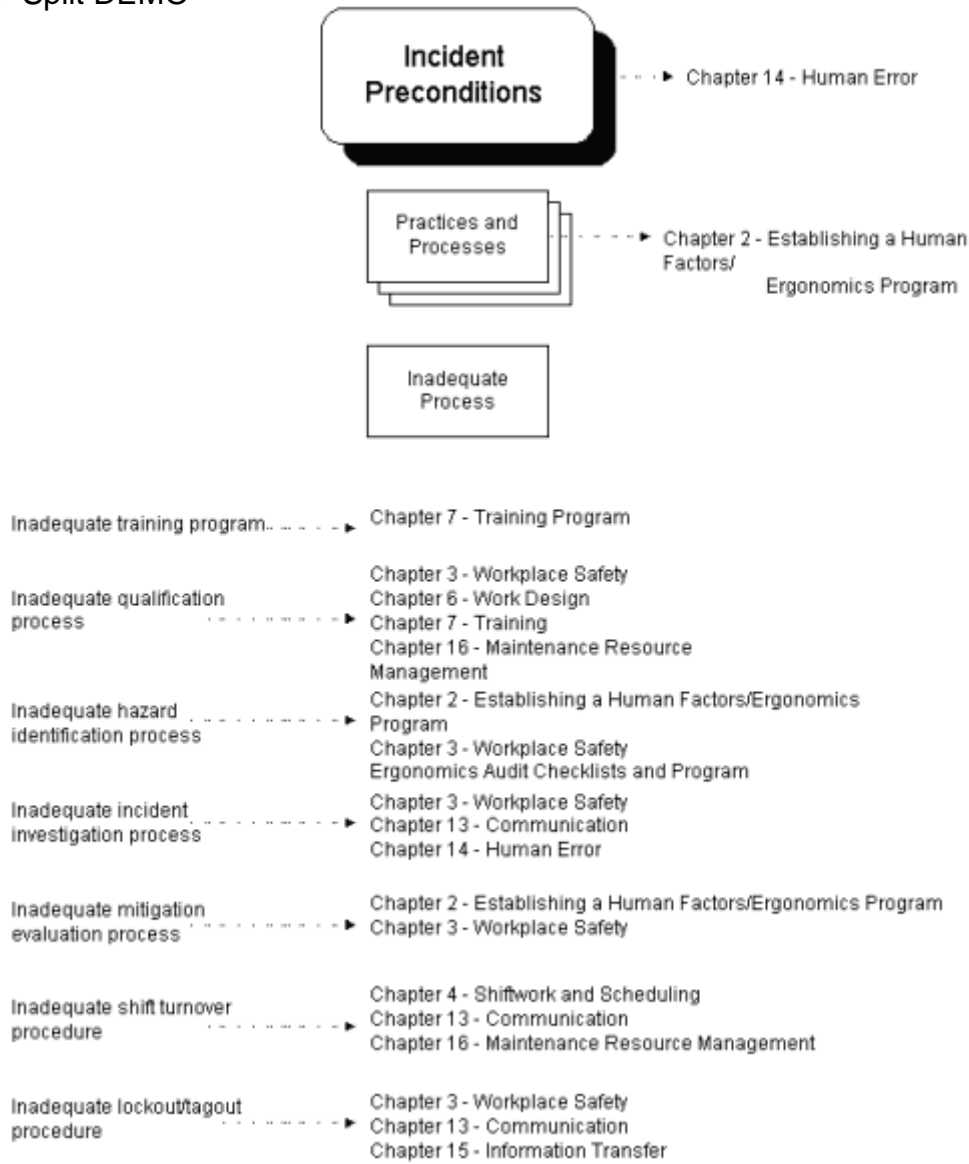 Split DEMO
Incident
Preconditions
Chapter 14 - Human Error
Practices and
Processes
Chapter 2 - Establishing a Human
Factors/
Ergonomics Program
Inadequate
Process
Inadequate training program
Chapter 7 - Training Program
Inadequate qualification
process
Chapter 3 - Workplace Safety
Chapter 6 - Work Design
Chapter 7 - Training
Chapter 16 - Maintenance Resource
Management
Inadequate hazard
identification process
Chapter 2 - Establishing a Human Factors/Ergonomics
Program
Chapter 3 - Workplace Safety
Ergonomics Audit Checklists and Program
Inadequate incident
investigation process
Chapter 3 - Workplace Safety
Chapter 13 - Communication
Chapter 14 - Human Error
Inadequate mitigation
evaluation process
Chapter 2 - Establishing a Human Factors/Ergonomics Program
Chapter 3 - Workplace Safety
Inadequate shift turnover
procedure
Chapter 4 - Shiftwork and Scheduling
Chapter 13 - Communication
Chapter 16 - Maintenance Resource Management
Inadequate lockout/tagout
procedure
Chapter 3 - Workplace Safety
Chapter 13 - Communication
Chapter 15 - Information Transfer